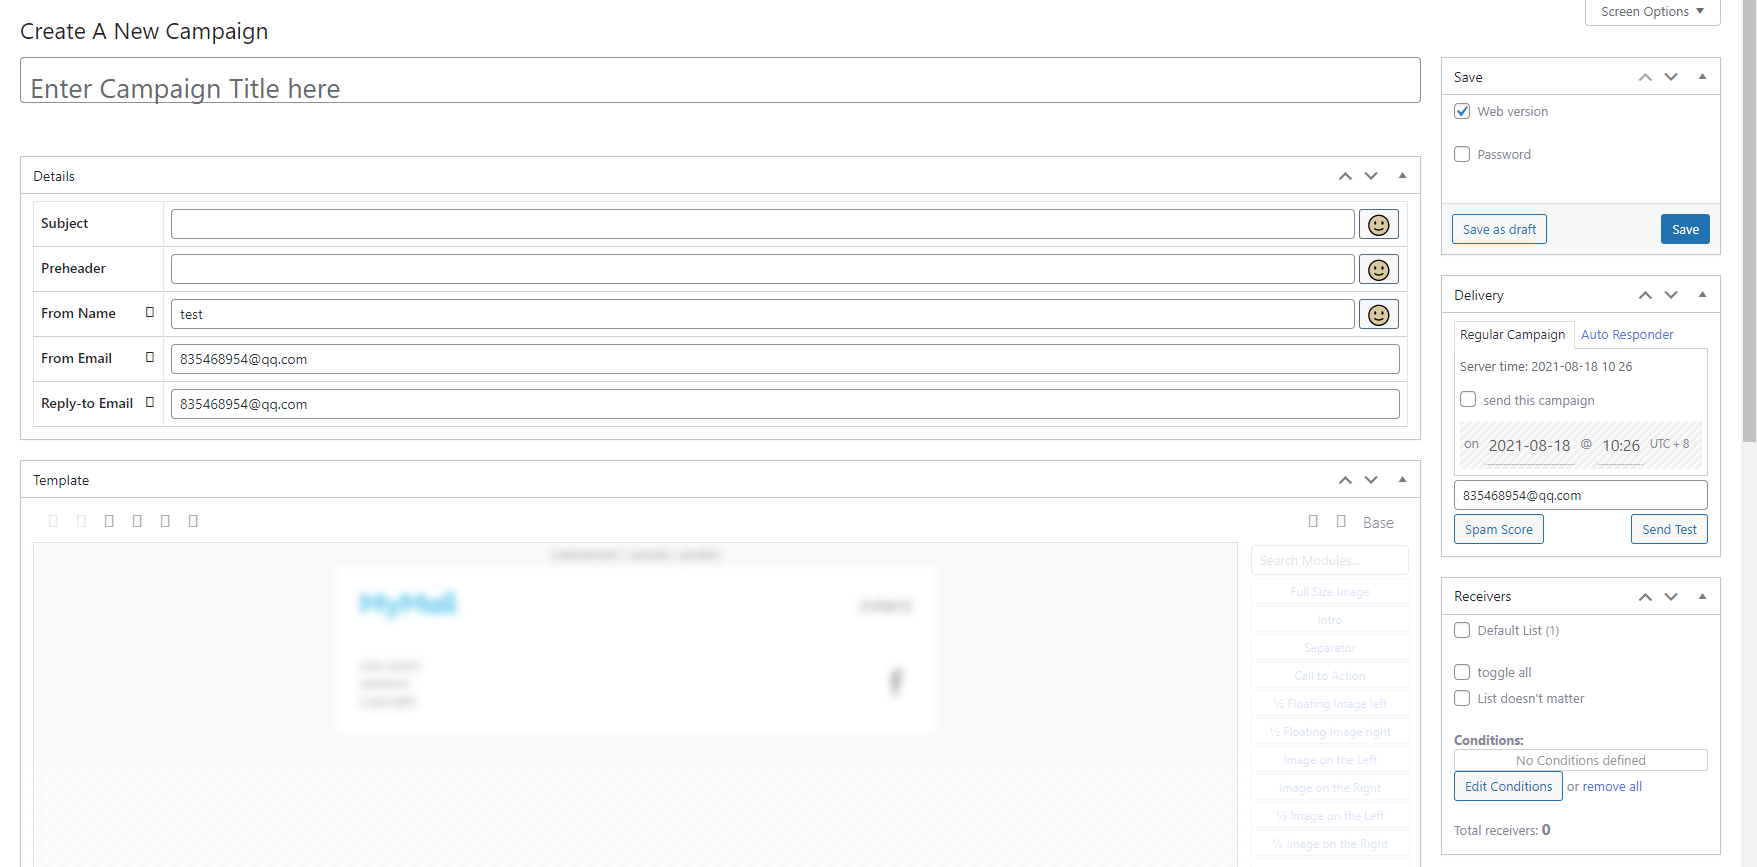 Screen Options
Create A New Campaign
Enter Campaign Title here
Details
Subject
Preheader
From Name
test
From Email
835468954@qq.com
Reply-to Email
835468954@qq.com
Template
Base
MyMail
Search Modules...
Full Size Image
Intro
Separator
Call to Action
½ Floating Image left
½ Floating Image right
Image on the Left
Image on the Right
⅓ Image on the Left
⅓ Image on the Right
Save
Web version
Password
Save as draft
Save
Delivery
Regular Campaign Auto Responder
Server time: 2021-08-18 10 26
send this campaign
on 2021-08-18 @ 10:26 UTC + 8
835468954@qq.com
Spam Score Send Test
Receivers
Default List (1)
toggle all
List doesn't matter
Conditions:
No Conditions defined
Edit Conditions or remove all
Total receivers: 0